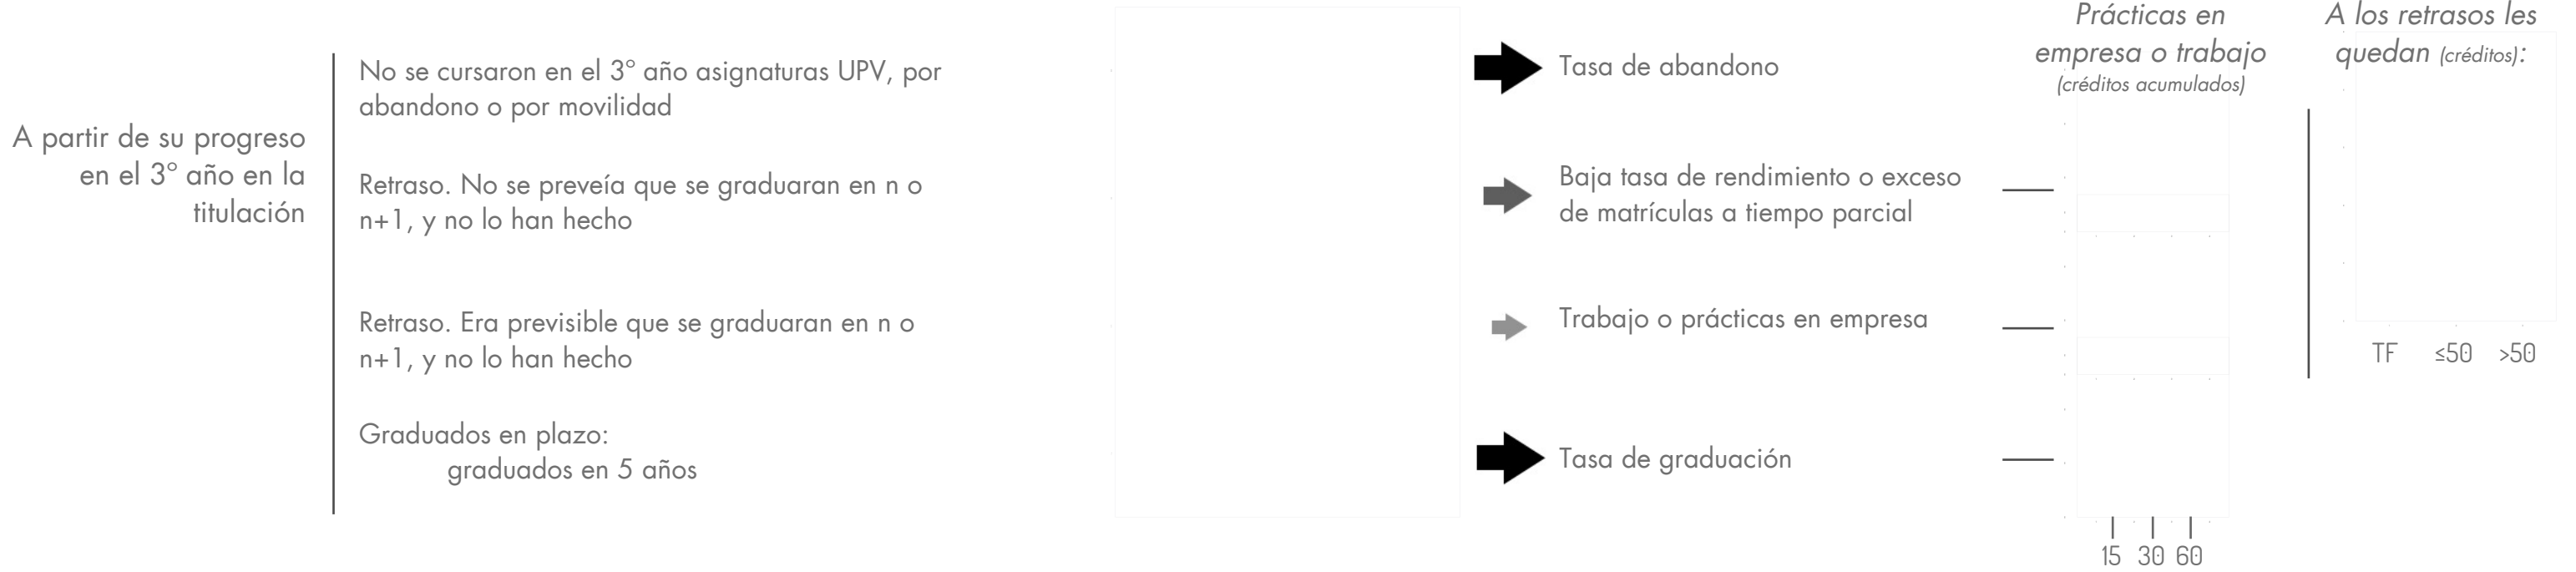 A partir de su progreso
en el 3º año en la
titulación
No se cursaron en el 3º año asignaturas UPV, por
abandono o por movilidad
Retraso. No se preveía que se graduaran en n o
n+1, y no lo han hecho
Retraso. Era previsible que se graduaran en n o
n+1, y no lo han hecho
Graduados en plazo:
graduados en 5 años
Tasa de abandono
Baja tasa de rendimiento o exceso
de matrículas a tiempo parcial
Trabajo o prácticas en empresa
Tasa de graduación
Prácticas en
empresa o trabajo
(créditos acumulados)
15 30 60
A los retrasos les
quedan (créditos):
TF ≤50 >50